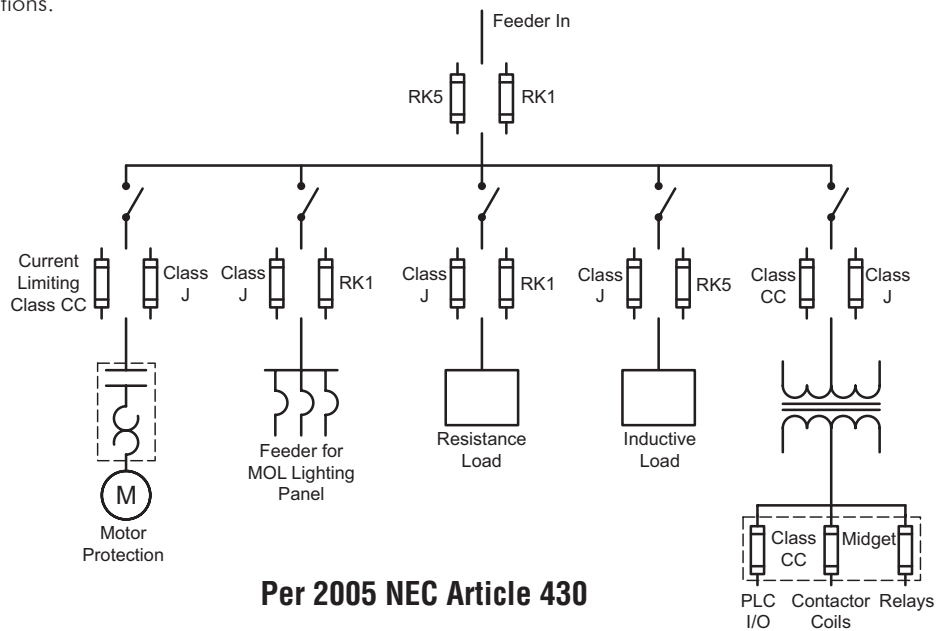 tions.
Feeder In
RK5
RK1
Current
Limiting
Class CC
Class
J
Class
J
RK1
Class
J
RK1
Class
J
RK5
Class
CC
Class
J
M
Motor
Protection
Feeder for
MOL Lighting
Panel
Resistance
Load
Inductive
Load
Class
CC
Midget
PLC
I/O
Contactor
Coils
Relays
Per 2005 NEC Article 430